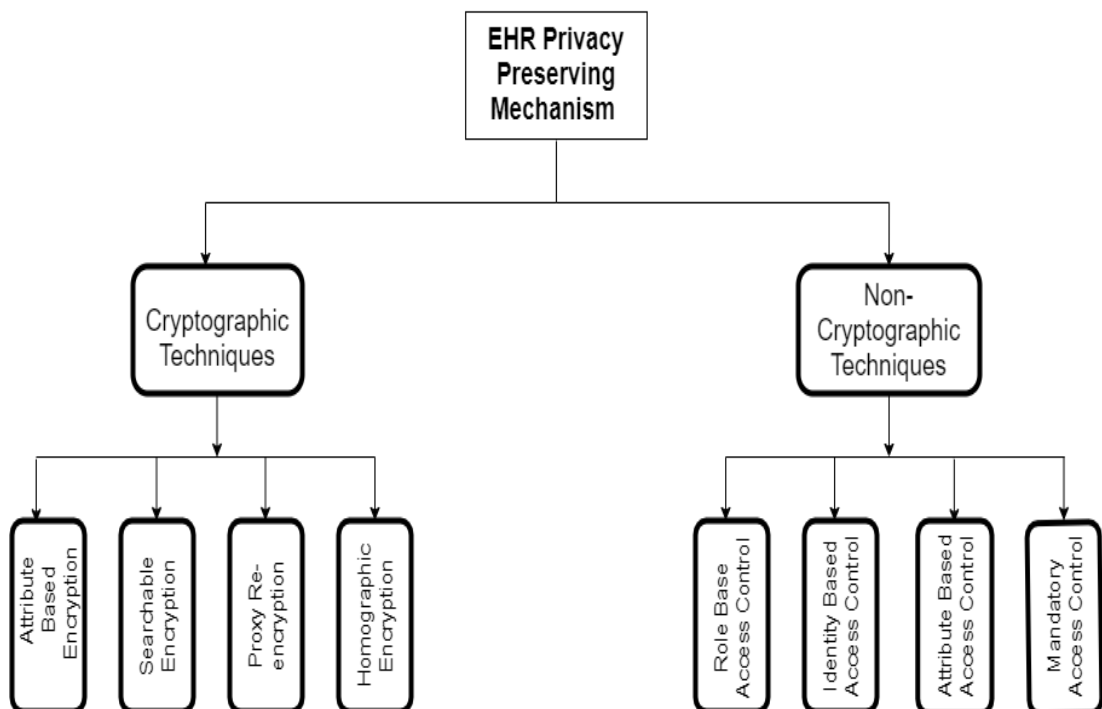 EHR Privacy
Preserving
Mechanism
Cryptographic
Techniques
Non-
Cryptographic
Techniques
Attribute
Based
Encryption
Searchable
Encryption
Proxy Re-
encryption
Homographic
Encryption
Role Base
Access Control
Identity Based
Access Control
Attribute Based
Access Control
Mandatory
Access Control